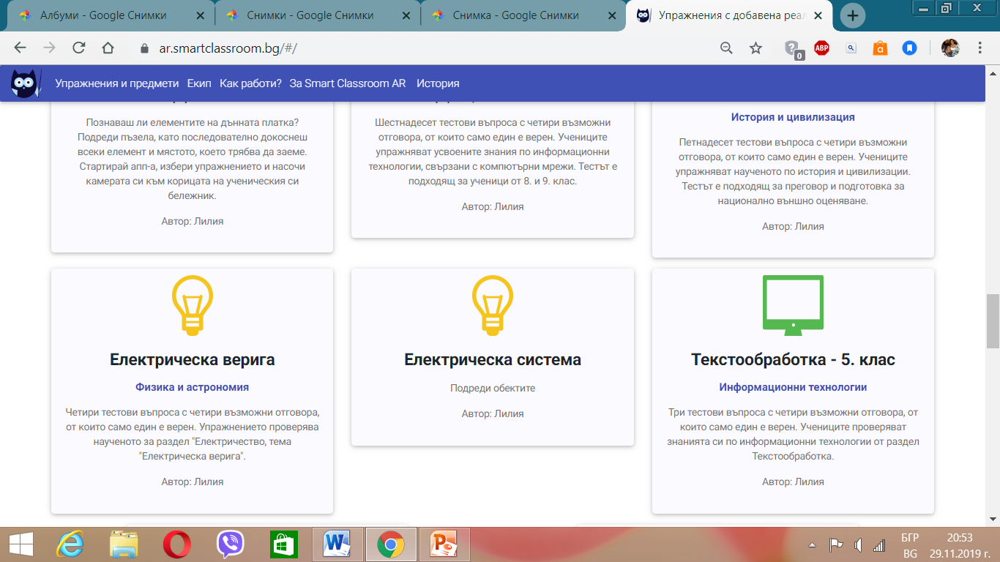 Албуми - Google Снимки
Снимки - Google Снимки
Снимка - Google Снимки
Упражнения с добавена реал
ar.smartclassroom.bg/#/
0
ABP
a
Упражнения и предмети
Екип
Как работи?
За Smart Classroom AR
История
Познаваш ли елементите на дънната платка?
Подреди пъзела, като последователно докоснеш
всеки елемент и мястото, което трябва да заеме.
Стартирай апп-а, избери упражнението и насочи
камерата си към корицата на ученическия си
бележник.
Автор: Лилия
Шестнадесет тестови въпроса с четири възможни
отговора, от които само един е верен. Учениците
упражняват усвоените знания по информационни
технологии, свързани с компютърни мрежи. Тестът е
подходящ за ученици от 8. и 9. клас.
Автор: Лилия
История и цивилизация
Петнадесет тестови въпроса с четири възможни
отговора, от които само един е верен. Учениците
упражняват наученото по история и цивилизации.
Тестът е подходящ за преговор и подготовка за
национално външно оценяване.
Автор: Лилия
Електрическа верига
Физика и астрономия
Четири тестови въпроса с четири възможни отговора,
от които само един е верен. Упражнението проверява
наученото за раздел "Електричество, тема
"Електрическа верига".
Автор: Лилия
Електрическа система
Подреди обектите
Автор: Лилия
Текстообработка - 5. клас
Информационни технологии
Три тестови въпроса с четири възможни отговора, от
които само един е верен. Учениците проверяват
знанията си по информационни технологии от раздел
Текстообработка.
Автор: Лилия
БГР
BG
20:53
29.11.2019 г.